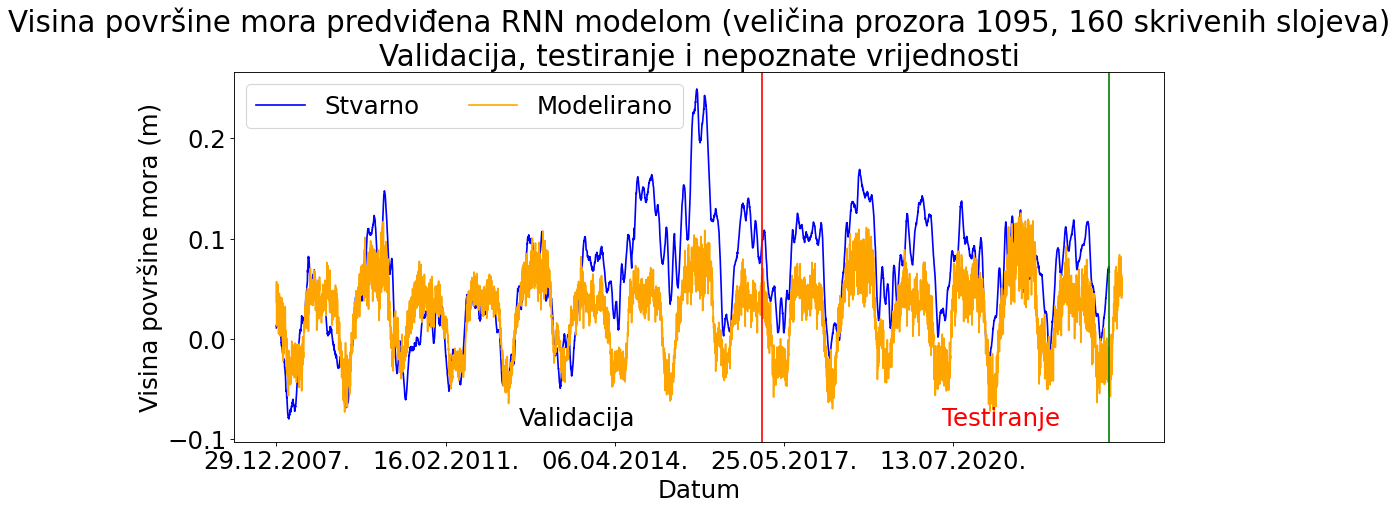 Visina površine mora predviđena RNN modelom (veličina prozora 1095, 160 skrivenih slojeva)
Validacija, testiranje i nepoznate vrijednosti
Stvarno Modelirano
Visina površine mora (m)
0.2
0.1
0.0
−0.1
Validacija
Testiranje
29.12.2007. 16.02.2011. 06.04.2014. 25.05.2017. 13.07.2020.
Datum